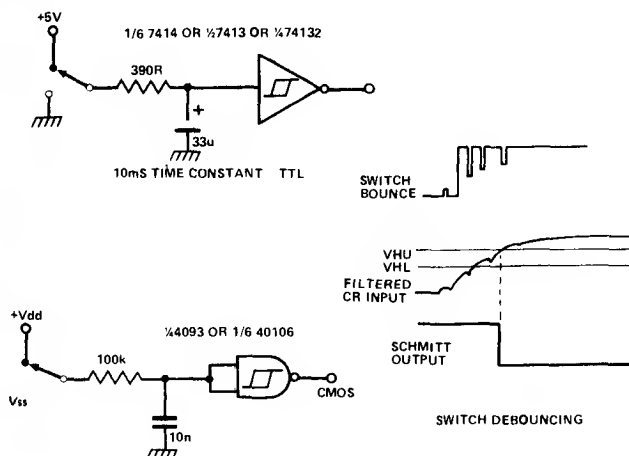 +5V
1/6 7414 OR ½7413 OR ¼74132
390R
+
33u
10mS TIME CONSTANT TTL
SWITCH
BOUNCE
VHU
VHL
FILTERED
CR INPUT
SCHMITT
OUTPUT
SWITCH DEBOUNCING
+Vdd
¼4093 OR 1/6 40106
100k
Vss
CMOS
10n